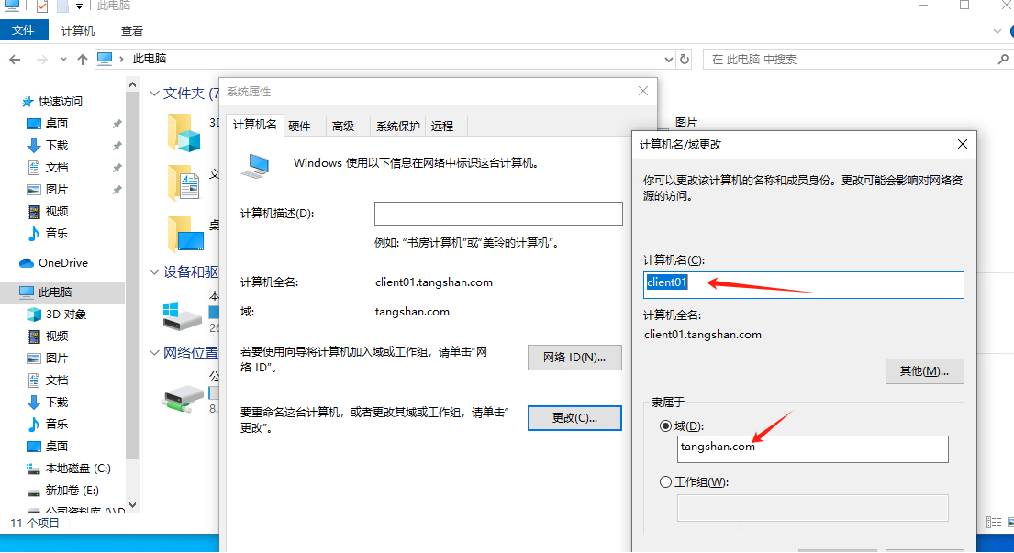 此电脑
文件
计算机
查看
此电脑
在 此电脑 中搜索
快速访问
桌面
下载
文档
图片
视频
音乐
OneDrive
此电脑
3D 对象
视频
图片
文档
下载
音乐
桌面
本地磁盘 (C:)
新加卷 (E:)
11 个项目
文件夹 (7
3D
设备和驱
网络位置
图片
系统属性
计算机名
硬件
高级
系统保护
远程
Windows 使用以下信息在网络中标识这台计算机。
计算机描述(D):
例如: “书房计算机”或“美玲的计算机”。
计算机全名:
client01.tangshan.com
域:
tangshan.com
若要使用向导将计算机加入域或工作组，请单击“网
络 ID”。
网络 ID(N)...
要重命名这台计算机，或者更改其域或工作组，请单击“
更改”。
更改(C)...
计算机名/域更改
你可以更改该计算机的名称和成员身份。更改可能会影响对网络资
源的访问。
计算机名(C):
client01
计算机全名:
client01.tangshan.com
其他(M)...
隶属于
域(D):
tangshan.com
工作组(W):